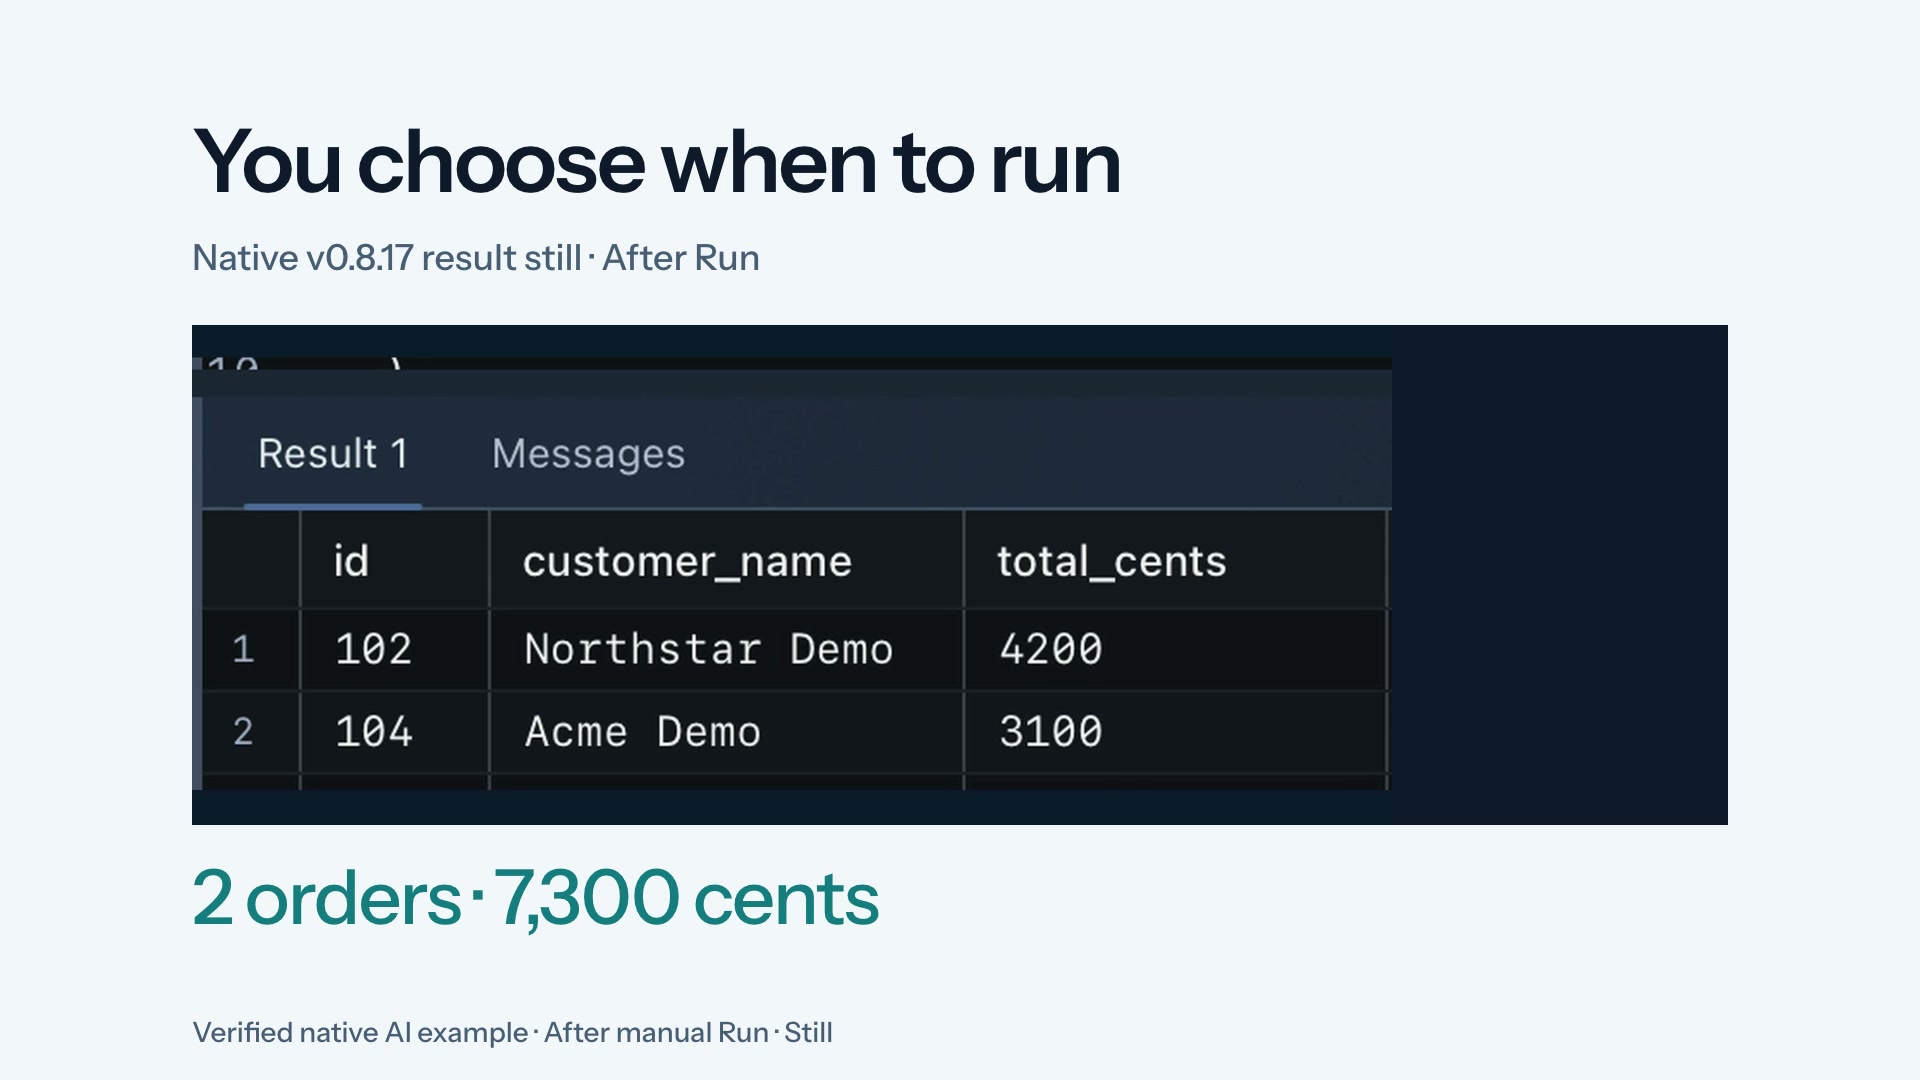 You choose when to run
Native v0.8.17 result still · After Run
10 )
Result 1 Messages
id customer_name total_cents
1 102 Northstar Demo 4200
2 104 Acme Demo 3100
2 orders · 7,300 cents
Verified native AI example · After manual Run · Still